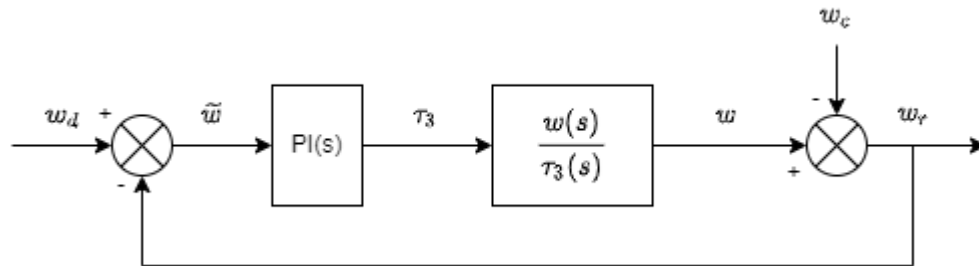 w_c
w_d + w̃ PI(s) τ_3 w(s) / τ_3(s) w - + w_r
-